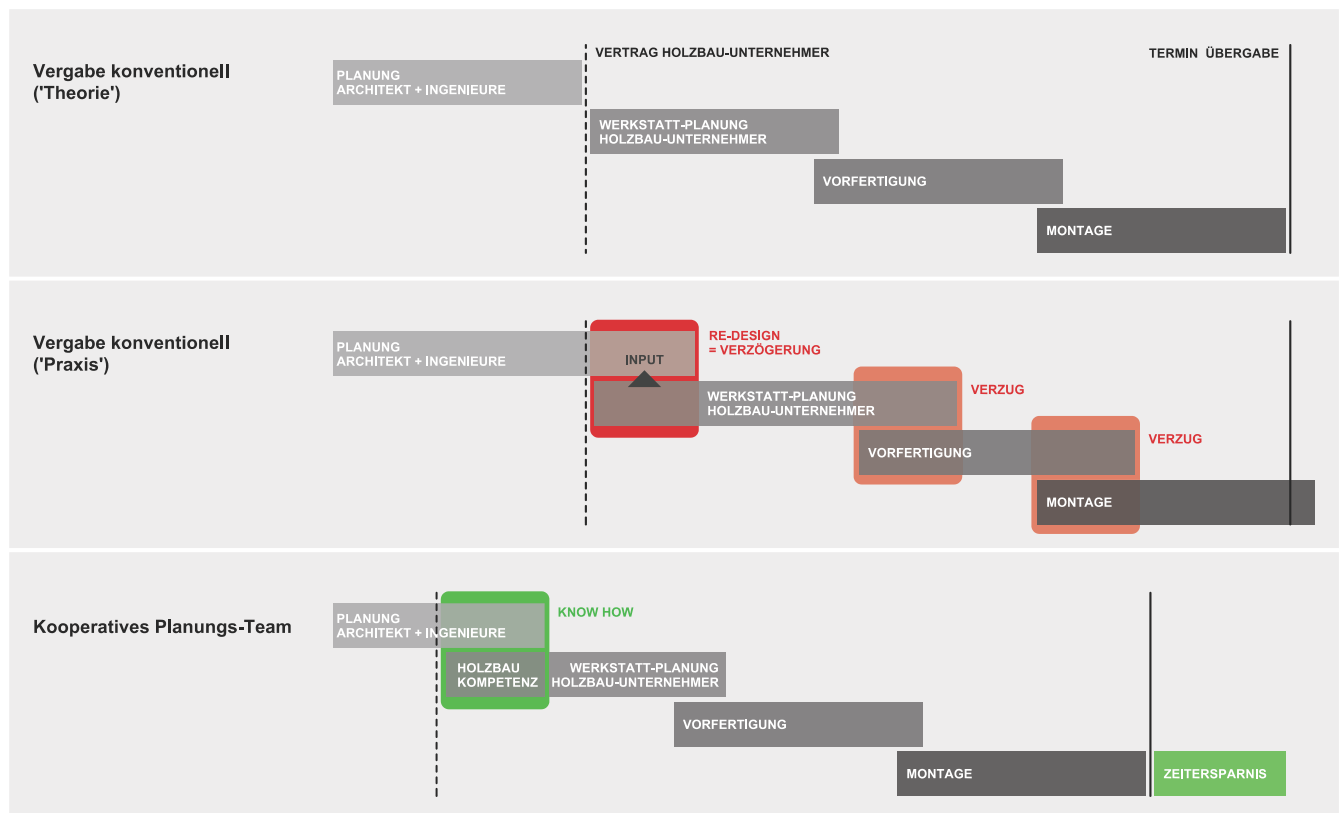 Vergabe konventionell
('Theorie')
VERTRAG HOLZBAU-UNTERNEHMER
TERMIN ÜBERGABE
PLANUNG
ARCHITEKT + INGENIEURE
WERKSTATT-PLANUNG
HOLZBAU-UNTERNEHMER
VORFERTIGUNG
MONTAGE
Vergabe konventionell
('Praxis')
PLANUNG
ARCHITEKT + INGENIEURE
INPUT
RE-DESIGN
= VERZÖGERUNG
WERKSTATT-PLANUNG
HOLZBAU-UNTERNEHMER
VERZUG
VORFERTIGUNG
VERZUG
MONTAGE
Kooperatives Planungs-Team
PLANUNG
ARCHITEKT + INGENIEURE
KNOW HOW
HOLZBAU
KOMPETENZ
WERKSTATT-PLANUNG
HOLZBAU-UNTERNEHMER
VORFERTIGUNG
MONTAGE
ZEITERSPARNIS